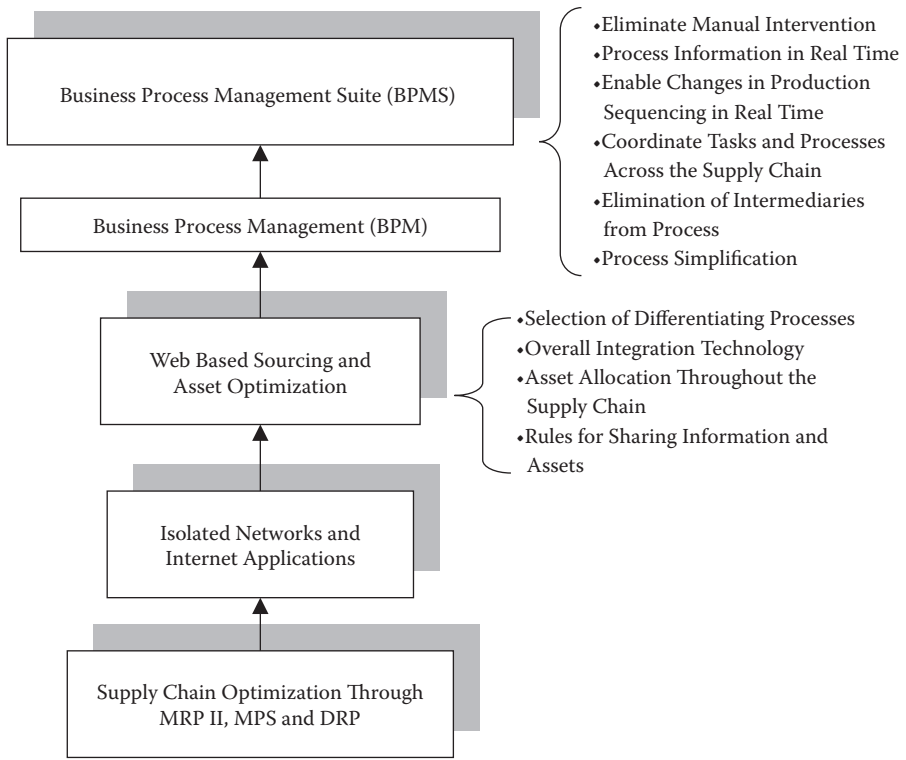 Business Process Management Suite (BPMS)
•Eliminate Manual Intervention
•Process Information in Real Time
•Enable Changes in Production
Sequencing in Real Time
•Coordinate Tasks and Processes
Across the Supply Chain
•Elimination of Intermediaries
from Process
•Process Simplification
Business Process Management (BPM)
Web Based Sourcing and
Asset Optimization
•Selection of Differentiating Processes
•Overall Integration Technology
•Asset Allocation Throughout the
Supply Chain
•Rules for Sharing Information and
Assets
Isolated Networks and
Internet Applications
Supply Chain Optimization Through
MRP II, MPS and DRP